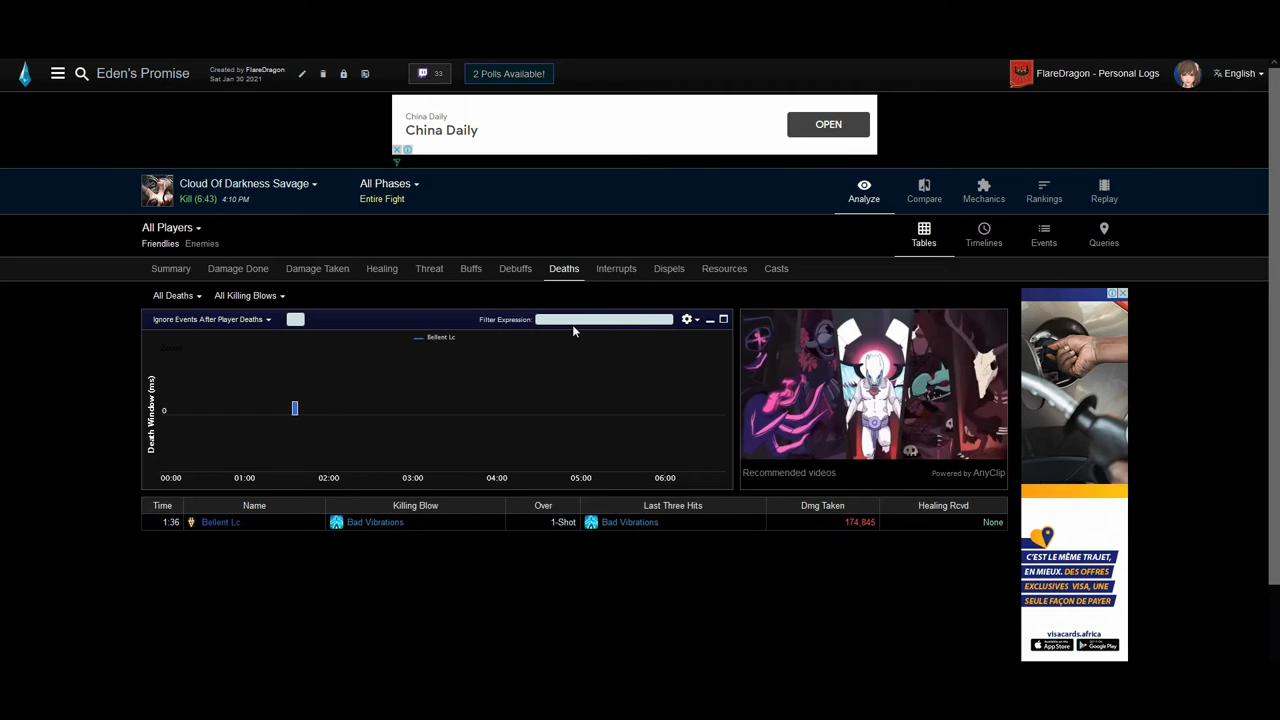 Eden's Promise
Created by FlareDragon
Sat Jan 30 2021
33
2 Polls Available!
FlareDragon - Personal Logs
English
China Daily
China Daily
OPEN
Cloud Of Darkness Savage
Kill (6:43) 4:10 PM
All Phases
Entire Fight
Analyze
Compare
Mechanics
Rankings
Replay
All Players
Friendlies Enemies
Tables
Timelines
Events
Queries
Summary Damage Done Damage Taken Healing Threat Buffs Debuffs Deaths Interrupts Dispels Resources Casts
All Deaths All Killing Blows
Ignore Events After Player Deaths
Filter Expression:
Bellent Lc
Zoom
Death Window (ms)
0
00:00 01:00 02:00 03:00 04:00 05:00 06:00
Recommended videos Powered by AnyClip
Time Name Killing Blow Over Last Three Hits Dmg Taken Healing Rcvd
1:36 Bellent Lc Bad Vibrations 1-Shot Bad Vibrations 174,845 None
C'EST LE MÊME TRAJET,
EN MIEUX. DES OFFRES
EXCLUSIVES VISA, UNE
SEULE FAÇON DE PAYER
visacards.africa
App Store
Google Play